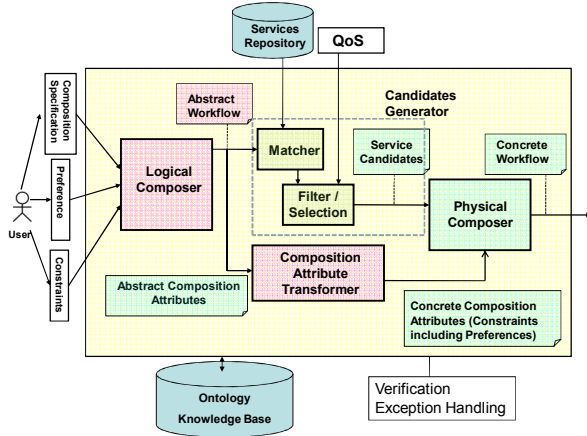 Services
Repository
QoS
Composition
Specification
Preference
Constraints
User
Abstract
Workflow
Candidates
Generator
Logical
Composer
Matcher
Filter /
Selection
Service
Candidates
Concrete
Workflow
Physical
Composer
Composition
Attribute
Transformer
Abstract Composition
Attributes
Concrete Composition
Attributes (Constraints
including Preferences)
Ontology
Knowledge Base
Verification
Exception Handling